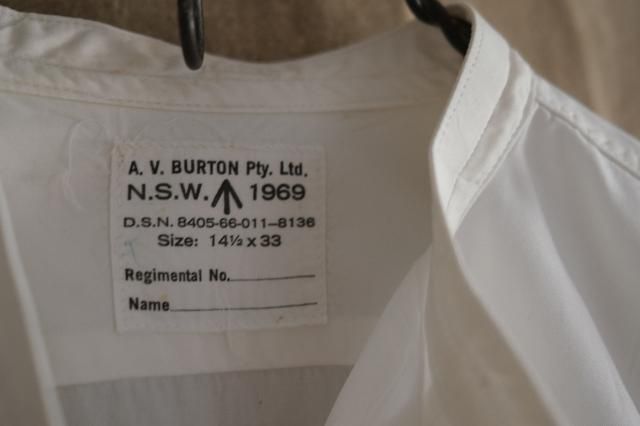 A. V. BURTON Pty. Ltd.
N.S.W. 1969
D.S.N. 8405-66-011-8136
Size: 14½ x 33
Regimental No.
Name